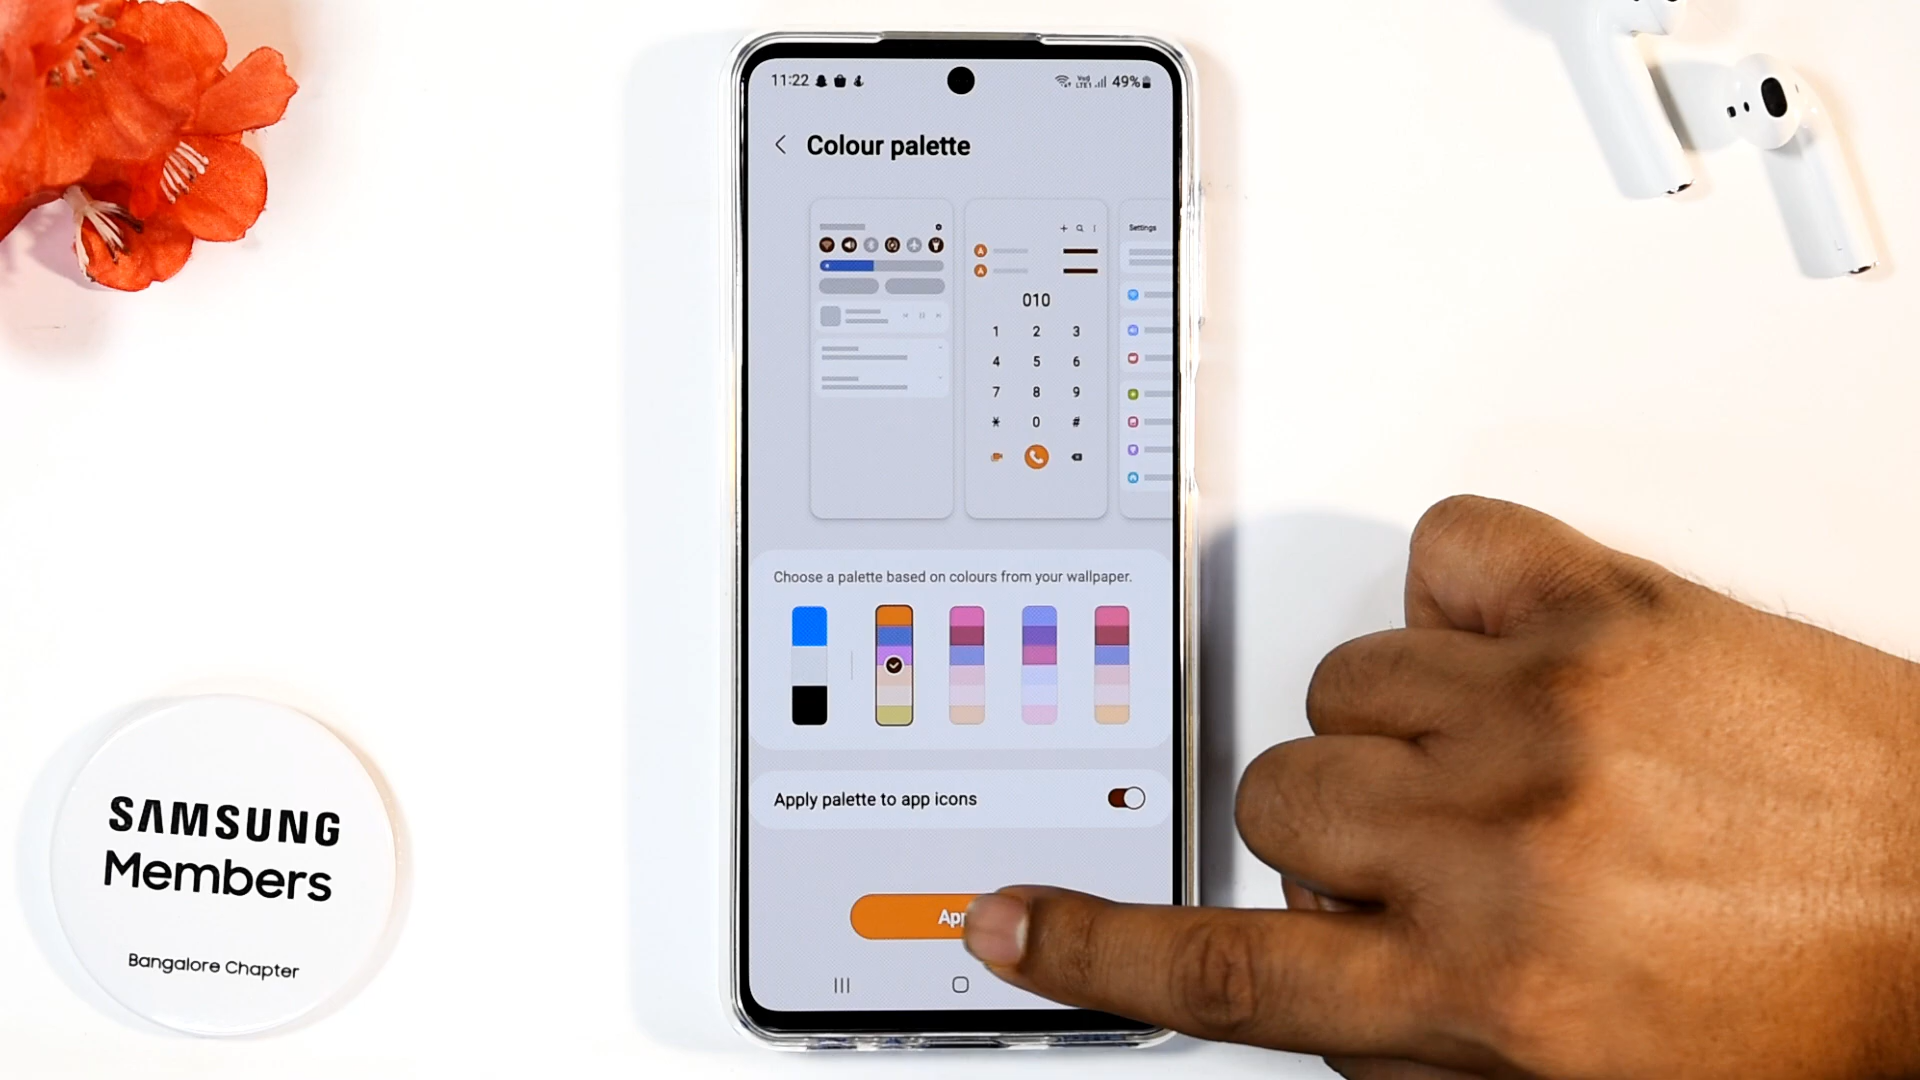 11:22
49%
Colour palette
Settings
010
1 2 3
4 5 6
7 8 9
* 0 #
Choose a palette based on colours from your wallpaper.
Apply palette to app icons
SAMSUNG
Members
Bangalore Chapter